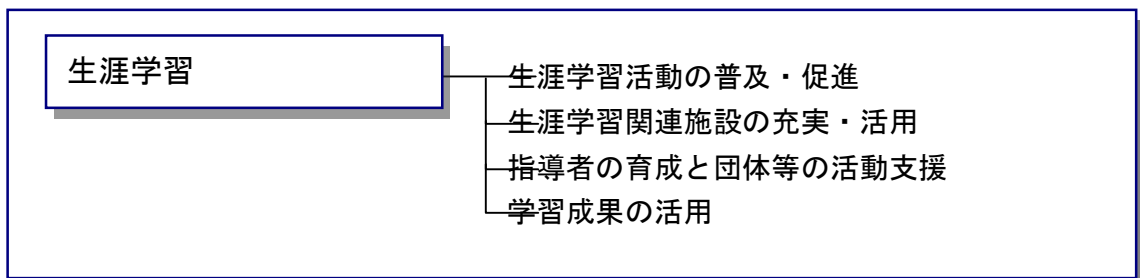 生涯学習
生涯学習活動の普及・促進
生涯学習関連施設の充実・活用
指導者の育成と団体等の活動支援
学習成果の活用